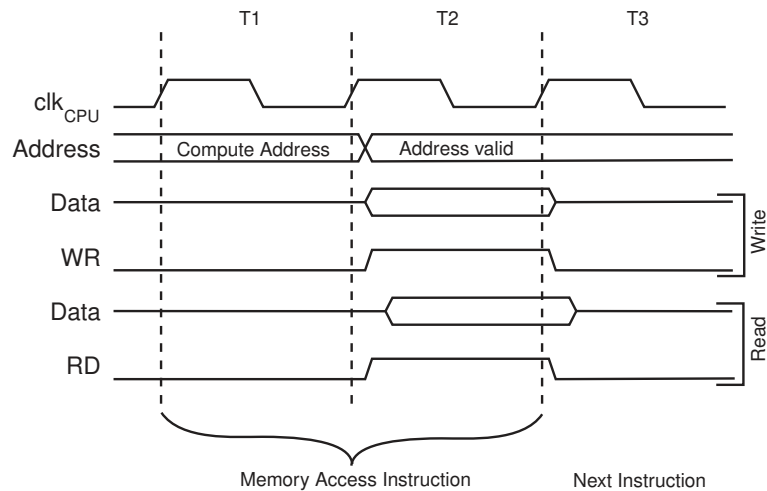 T1 T2 T3
clkCPU
Address Compute Address Address valid
Data
WR
Write
Data
RD
Read
Memory Access Instruction Next Instruction